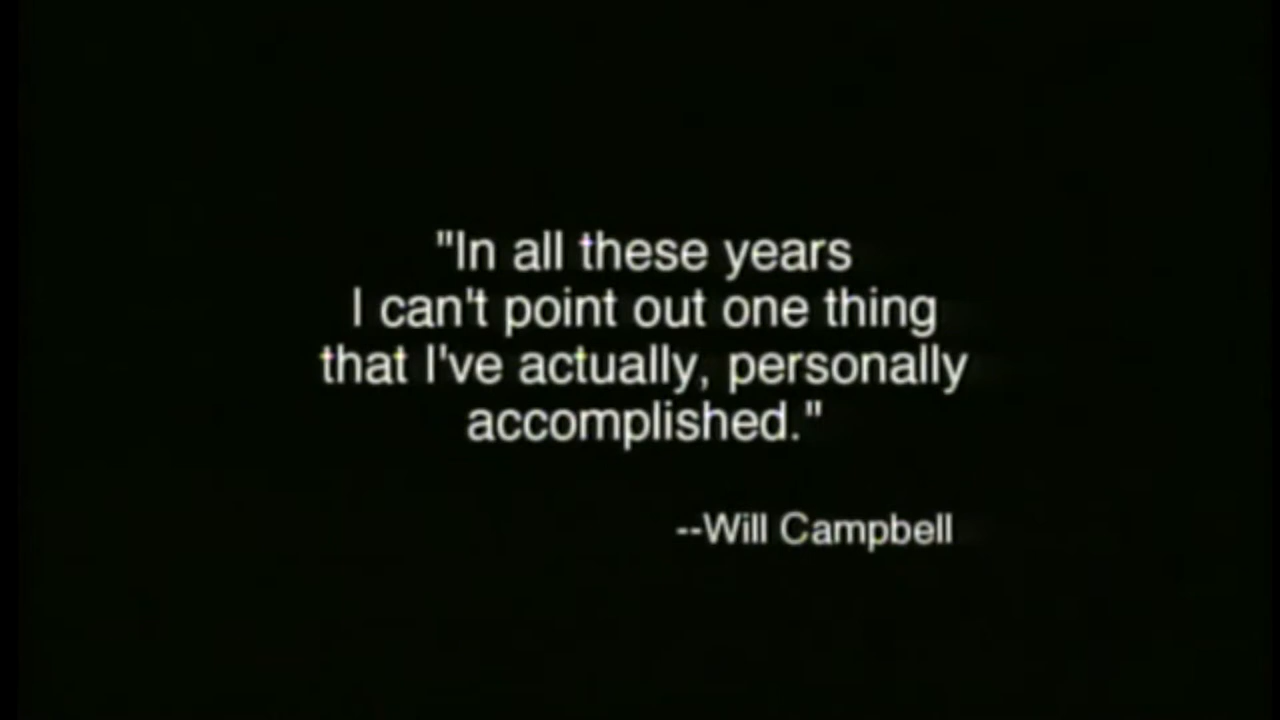 "In all these years
I can't point out one thing
that I've actually, personally
accomplished."
--Will Campbell